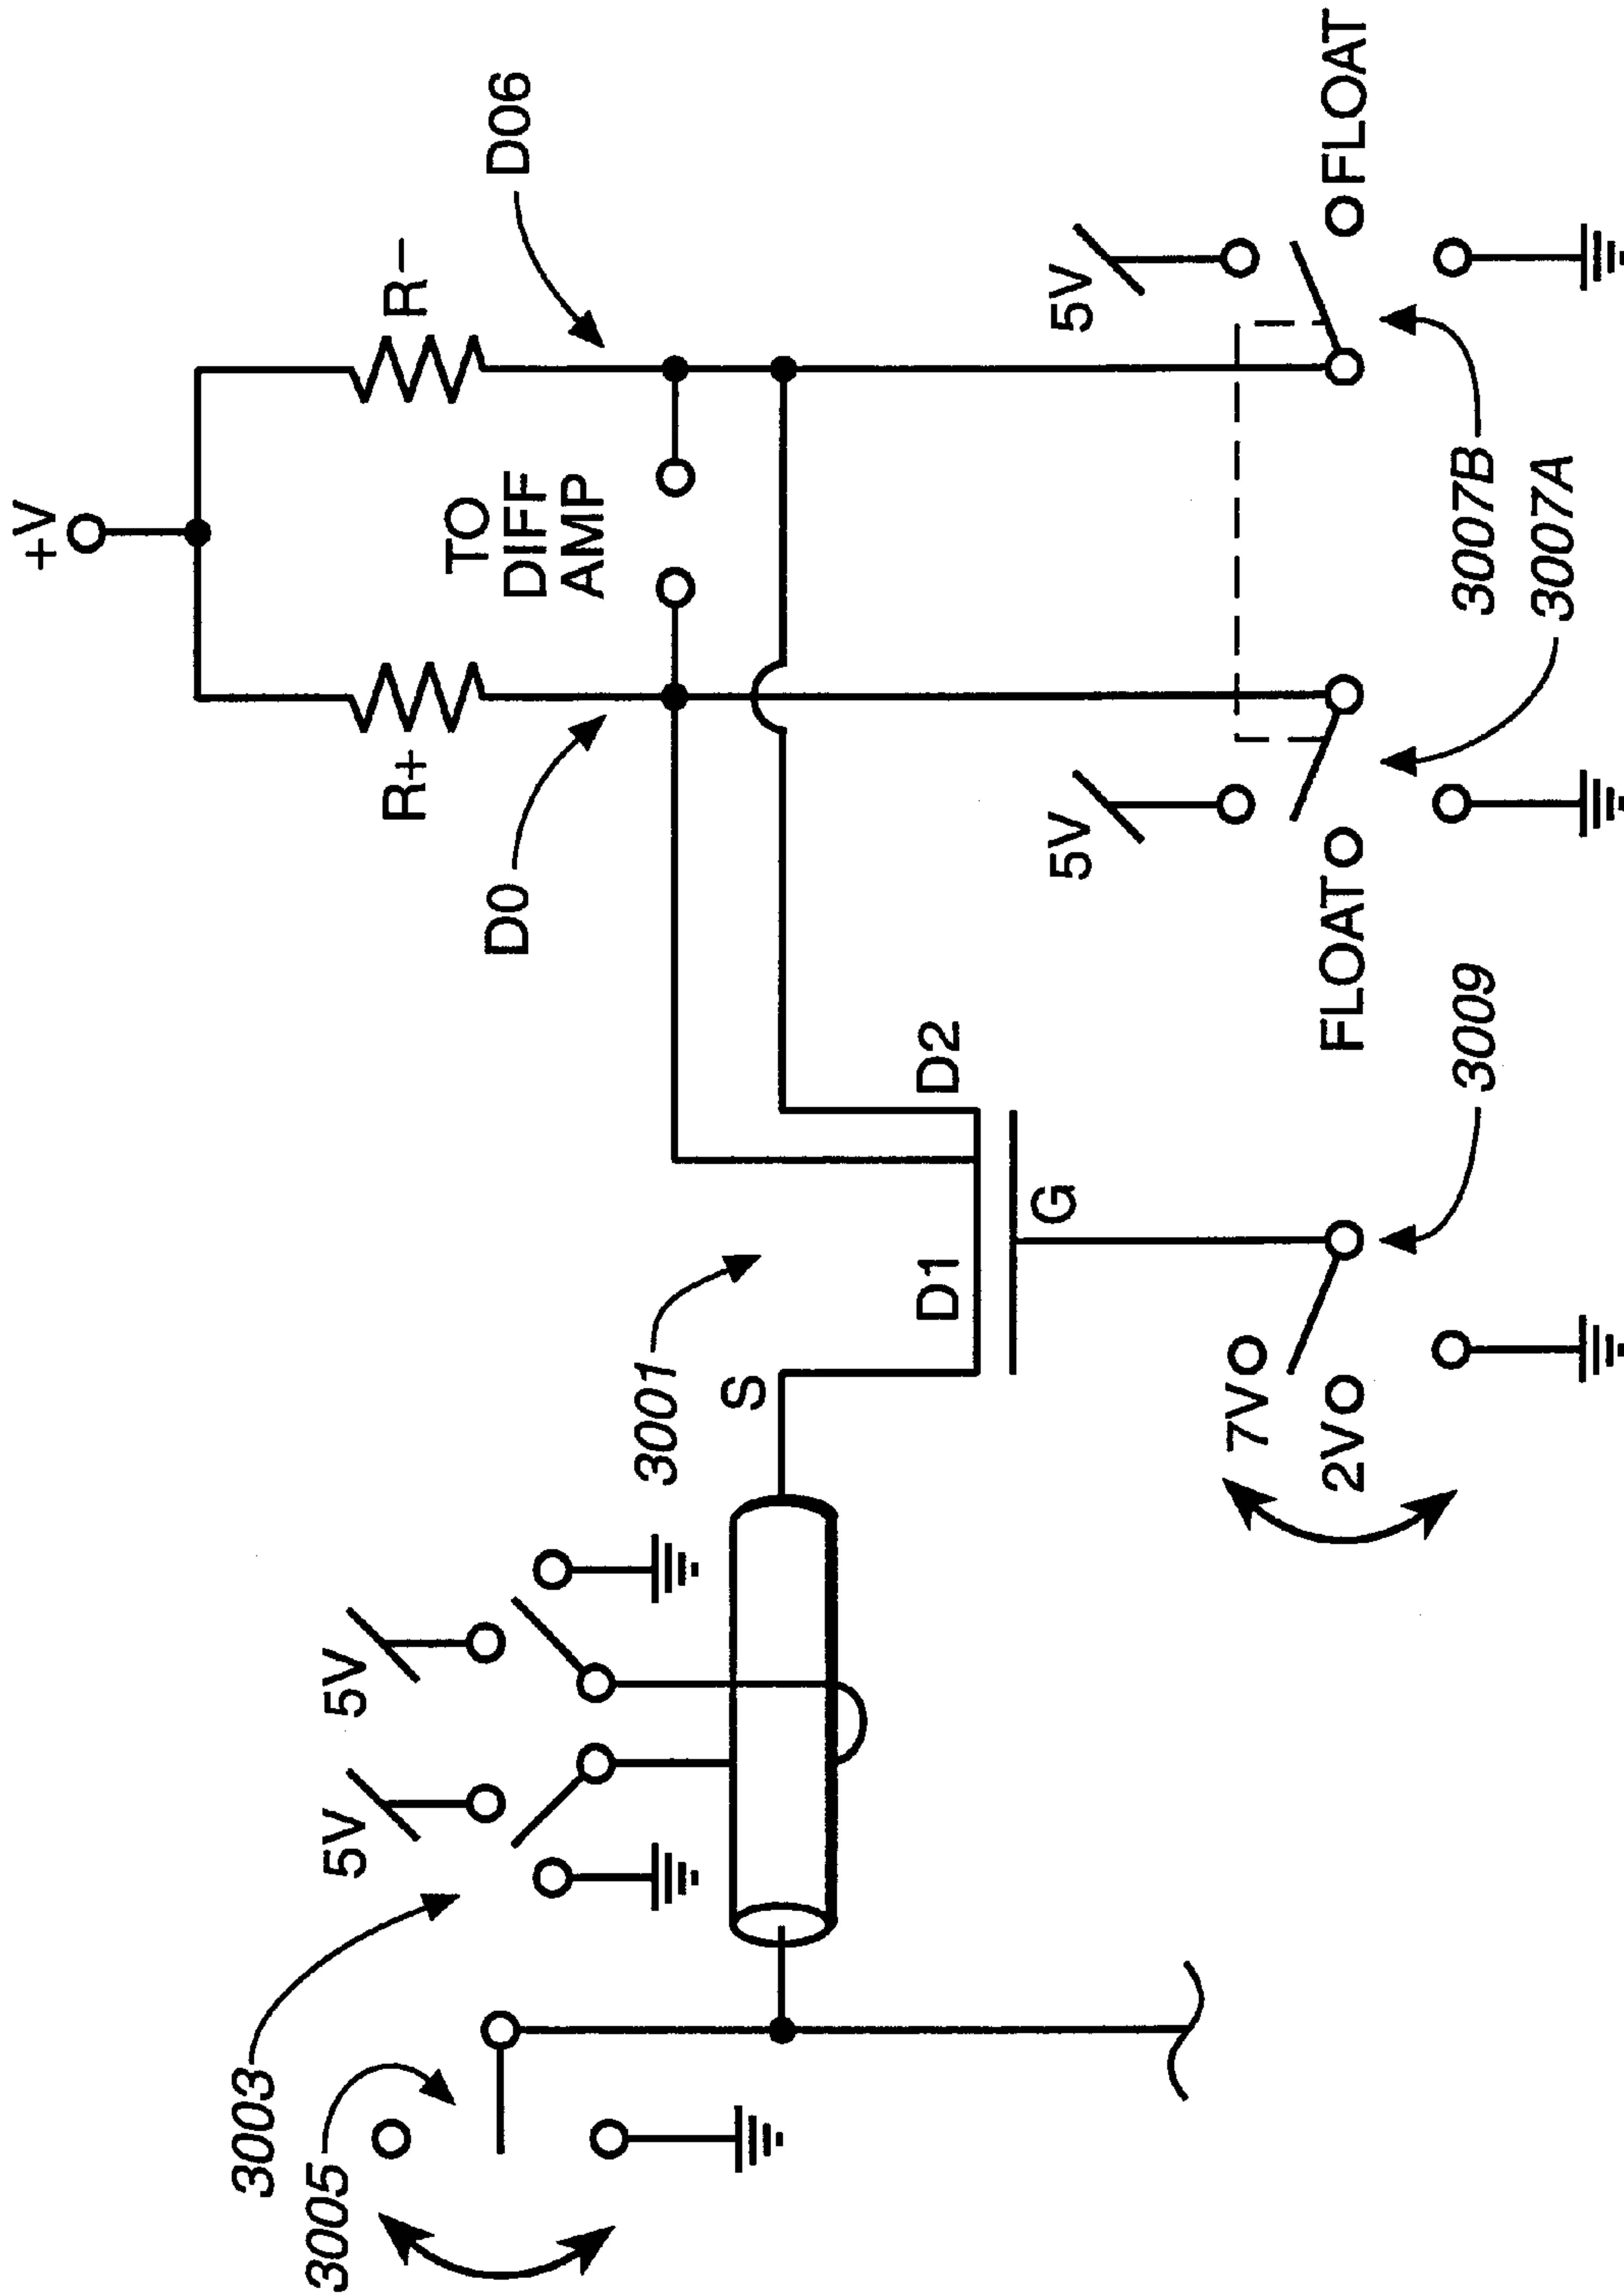 +V
R+
R−
TO
DIFF
AMP
D0
D06
3003
3005
5V
5V
3001
S
D1
D2
G
7V
2V
3009
5V
5V
FLOAT
FLOAT
3007B
3007A